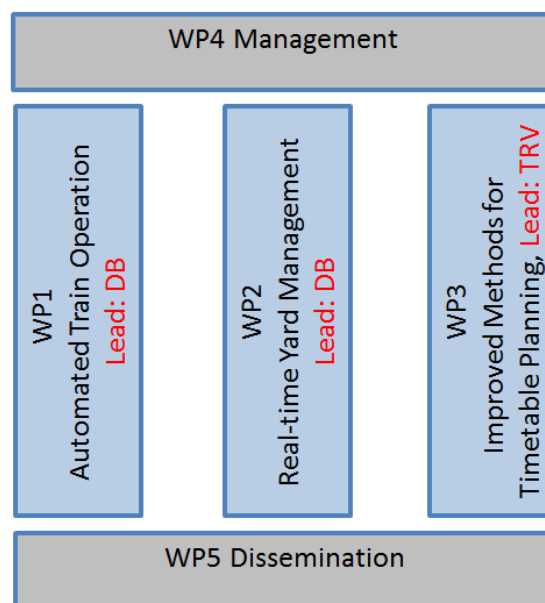 WP4 Management
WP1
Automated Train Operation
Lead: DB
WP2
Real-time Yard Management
Lead: DB
WP3
Improved Methods for
Timetable Planning, Lead: TRV
WP5 Dissemination